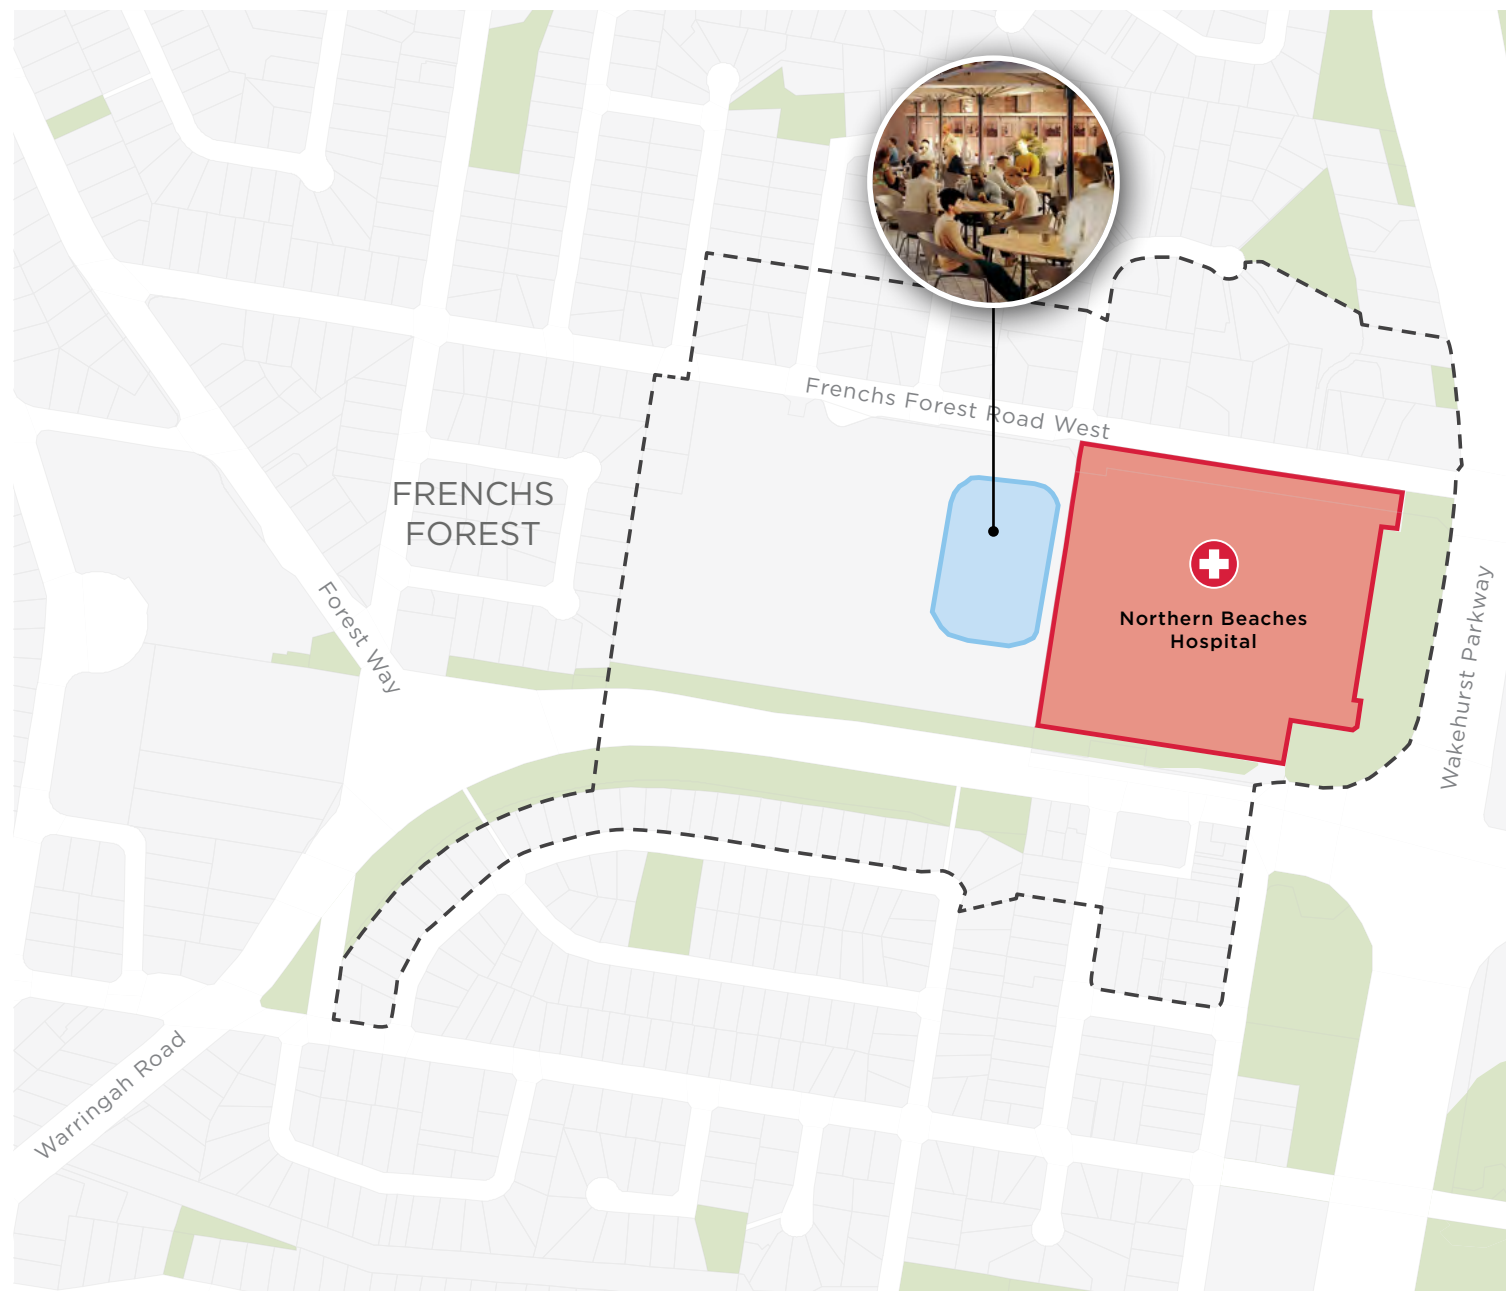 Frenchs Forest Road West
FRENCHS
FOREST
Forest Way
Northern Beaches
Hospital
Wakehurst Parkway
Warringah Road